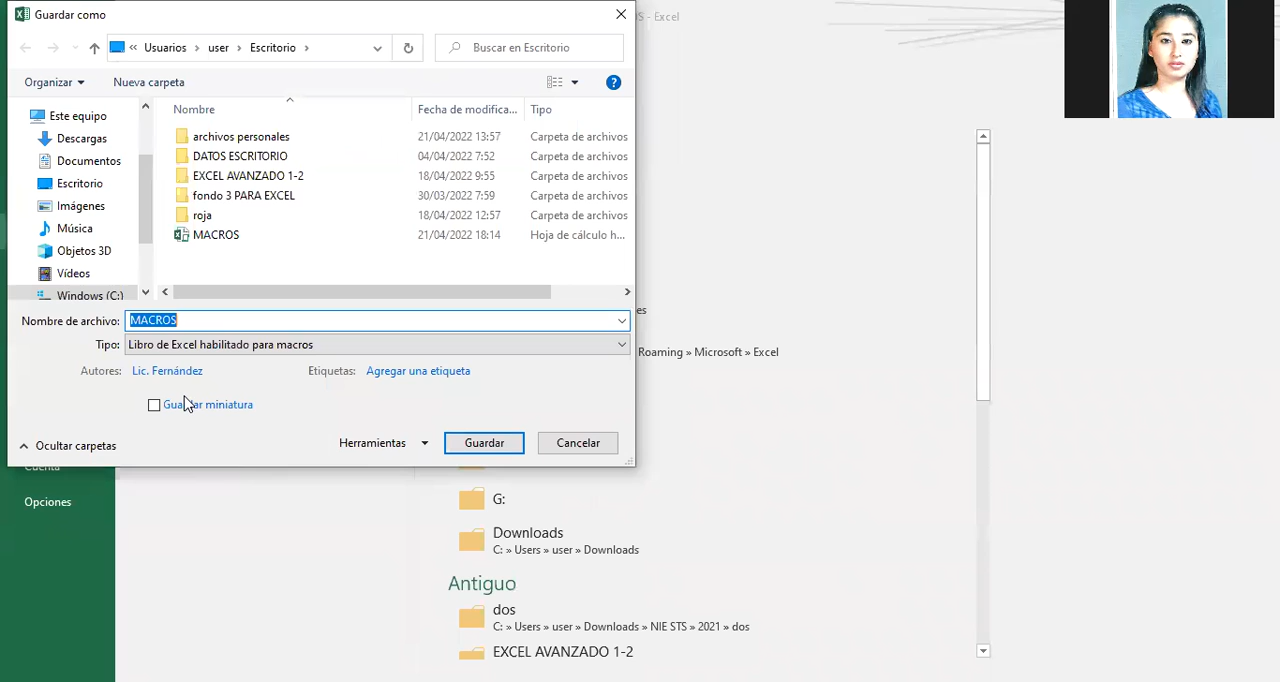 Guardar como
OS - Excel
« Usuarios › user › Escritorio ›
Buscar en Escritorio
Organizar
Nueva carpeta
Nombre Fecha de modifica... Tipo
Este equipo
Descargas
Documentos
Escritorio
Imágenes
Música
Objetos 3D
Vídeos
Windows (C:)
archivos personales 21/04/2022 13:57 Carpeta de archivos
DATOS ESCRITORIO 04/04/2022 7:52 Carpeta de archivos
EXCEL AVANZADO 1-2 18/04/2022 9:55 Carpeta de archivos
fondo 3 PARA EXCEL 30/03/2022 7:59 Carpeta de archivos
roja 18/04/2022 12:57 Carpeta de archivos
MACROS 21/04/2022 18:14 Hoja de cálculo h...
Nombre de archivo: MACROS
Tipo: Libro de Excel habilitado para macros
Autores: Lic. Fernández Etiquetas: Agregar una etiqueta
Guardar miniatura
Ocultar carpetas
Herramientas
Guardar
Cancelar
es
Roaming » Microsoft » Excel
Cuenta
Opciones
G:
Downloads
C: » Users » user » Downloads
Antiguo
dos
C: » Users » user » Downloads » NIE STS » 2021 » dos
EXCEL AVANZADO 1-2